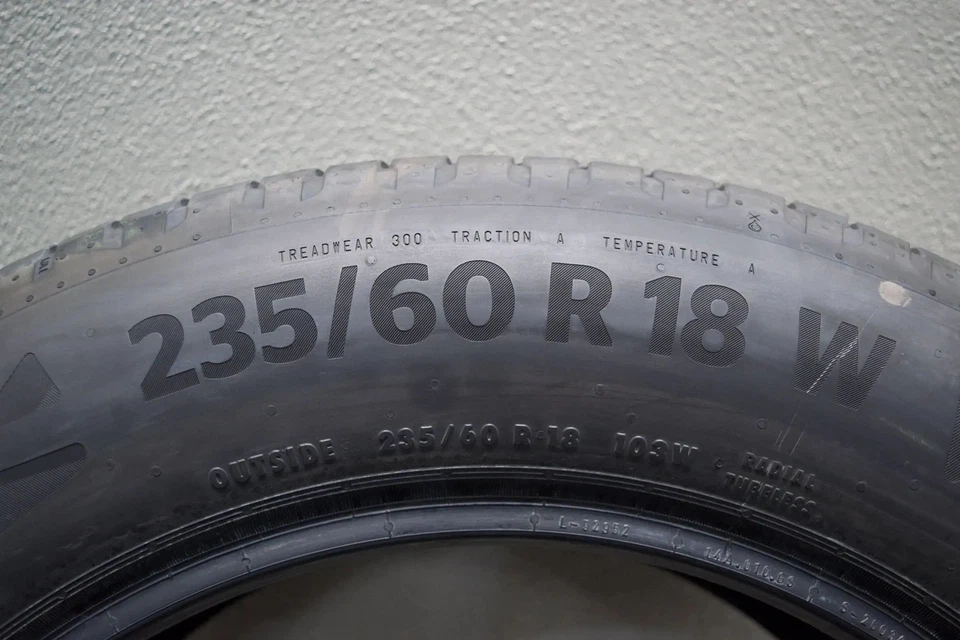 TREADWEAR 300 TRACTION A TEMPERATURE A
235/60 R 18 W
OUTSIDE 235/60 R 18 103W RADIAL
TUBELESS